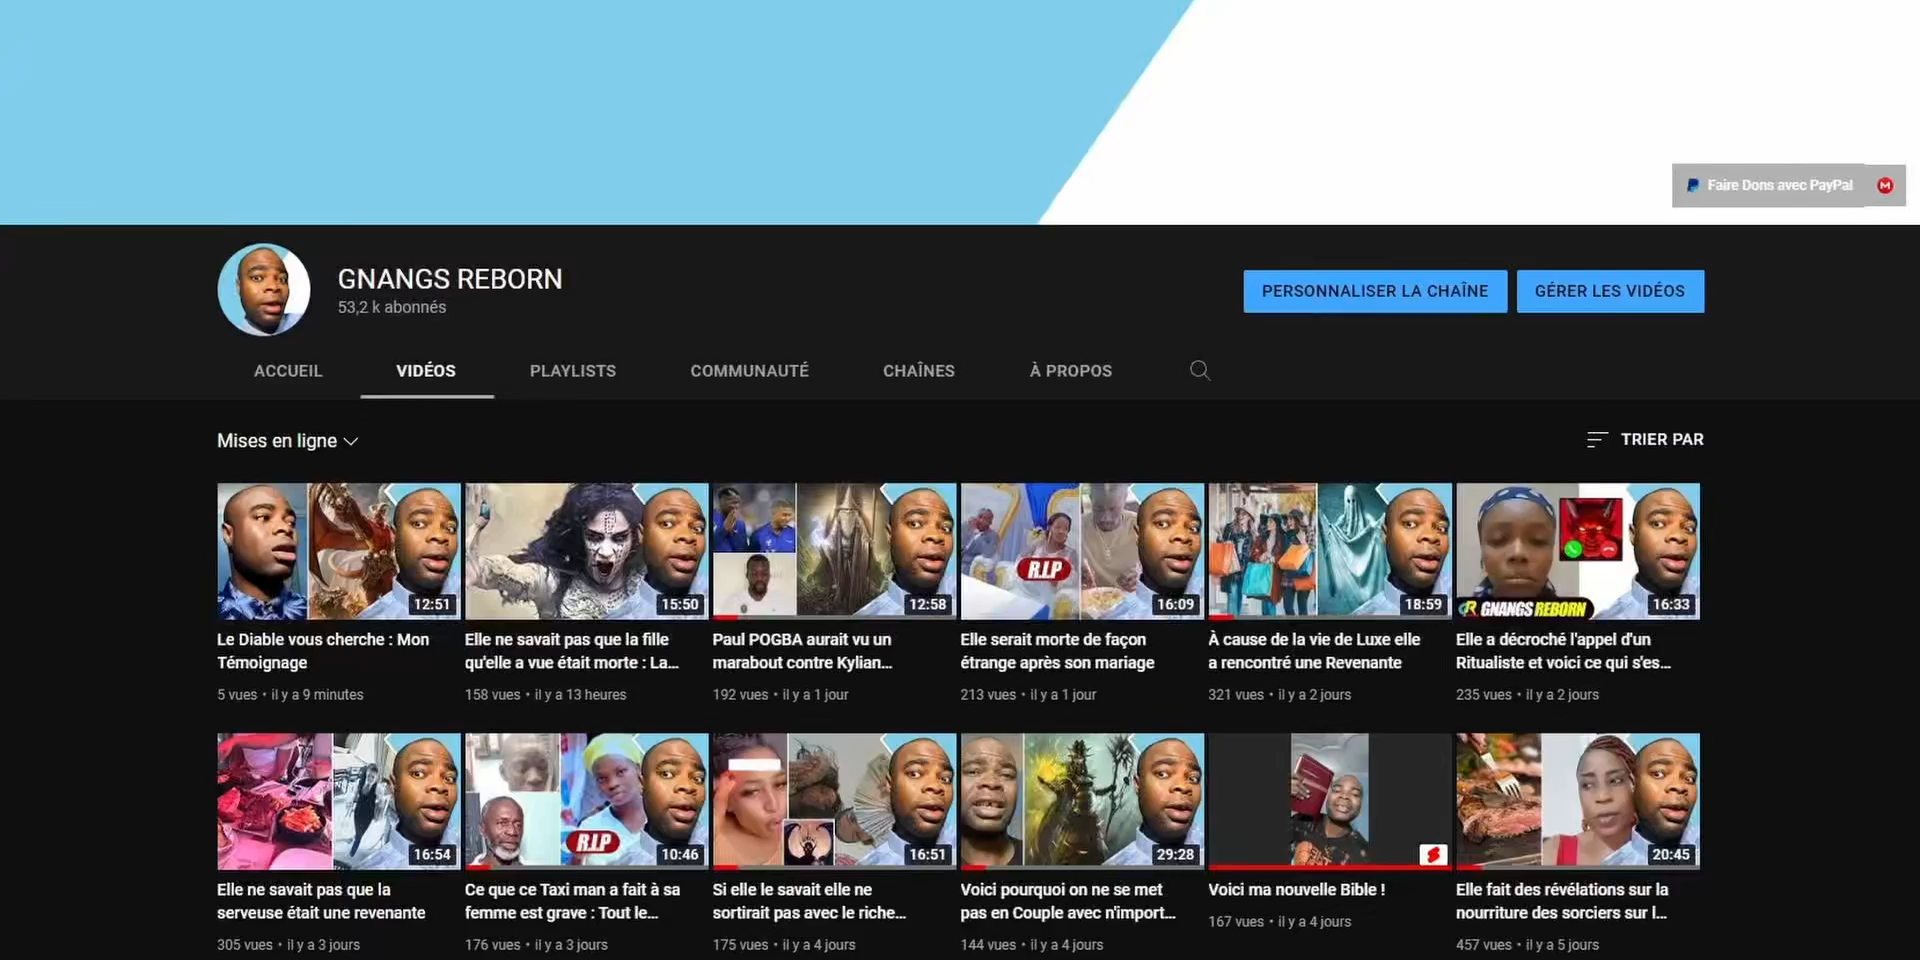 Faire Dons avec PayPal
GNANGS REBORN
53,2 k abonnés
PERSONNALISER LA CHAÎNE
GÉRER LES VIDÉOS
ACCUEIL
VIDÉOS
PLAYLISTS
COMMUNAUTÉ
CHAÎNES
À PROPOS
Mises en ligne
TRIER PAR
12:51
15:50
12:58
R.I.P
16:09
18:59
GNANGS REBORN
16:33
Le Diable vous cherche : Mon
Témoignage
5 vues • il y a 9 minutes
Elle ne savait pas que la fille
qu'elle a vue était morte : La...
158 vues • il y a 13 heures
Paul POGBA aurait vu un
marabout contre Kylian...
192 vues • il y a 1 jour
Elle serait morte de façon
étrange après son mariage
213 vues • il y a 1 jour
À cause de la vie de Luxe elle
a rencontré une Revenante
321 vues • il y a 2 jours
Elle a décroché l'appel d'un
Ritualiste et voici ce qui s'es...
235 vues • il y a 2 jours
16:54
R.I.P
10:46
16:51
29:28
20:45
Elle ne savait pas que la
serveuse était une revenante
305 vues • il y a 3 jours
Ce que ce Taxi man a fait à sa
femme est grave : Tout le...
176 vues • il y a 3 jours
Si elle le savait elle ne
sortirait pas avec le riche...
175 vues • il y a 4 jours
Voici pourquoi on ne se met
pas en Couple avec n'import...
144 vues • il y a 4 jours
Voici ma nouvelle Bible !
167 vues • il y a 4 jours
Elle fait des révélations sur la
nourriture des sorciers sur l...
457 vues • il y a 5 jours